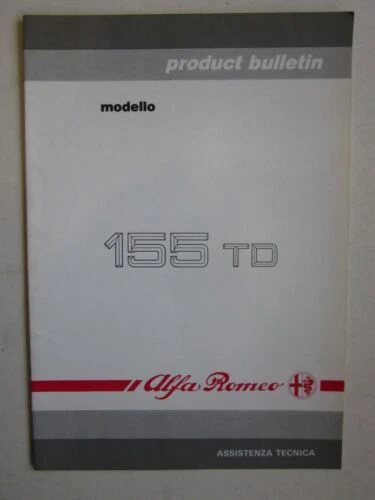 product bulletin
modello
155 TD
Alfa Romeo
ASSISTENZA TECNICA